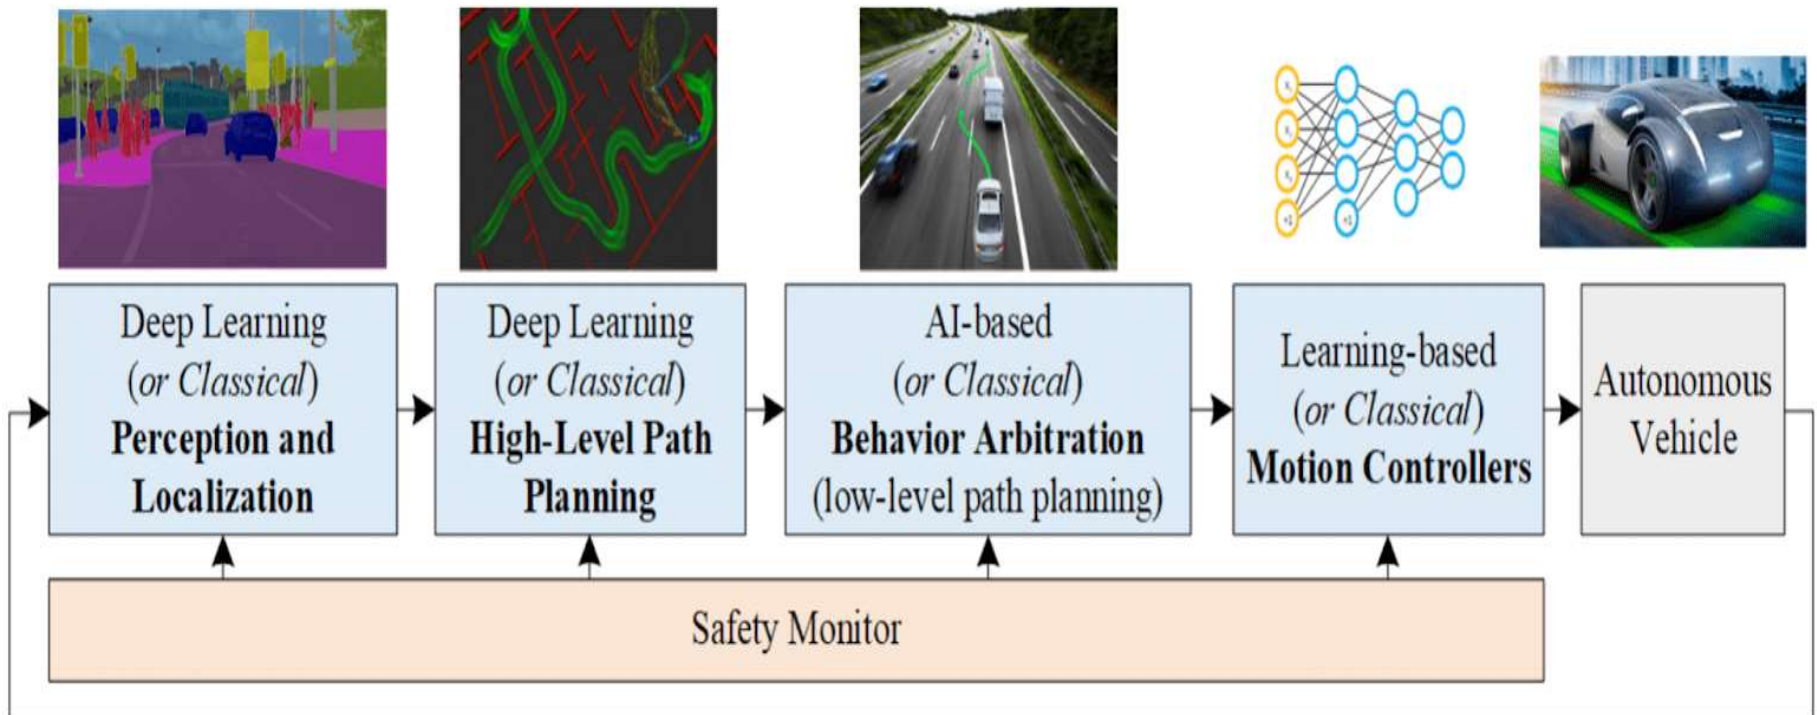 Deep Learning
(or Classical)
Perception and
Localization
Deep Learning
(or Classical)
High-Level Path
Planning
AI-based
(or Classical)
Behavior Arbitration
(low-level path planning)
Learning-based
(or Classical)
Motion Controllers
Autonomous
Vehicle
Safety Monitor